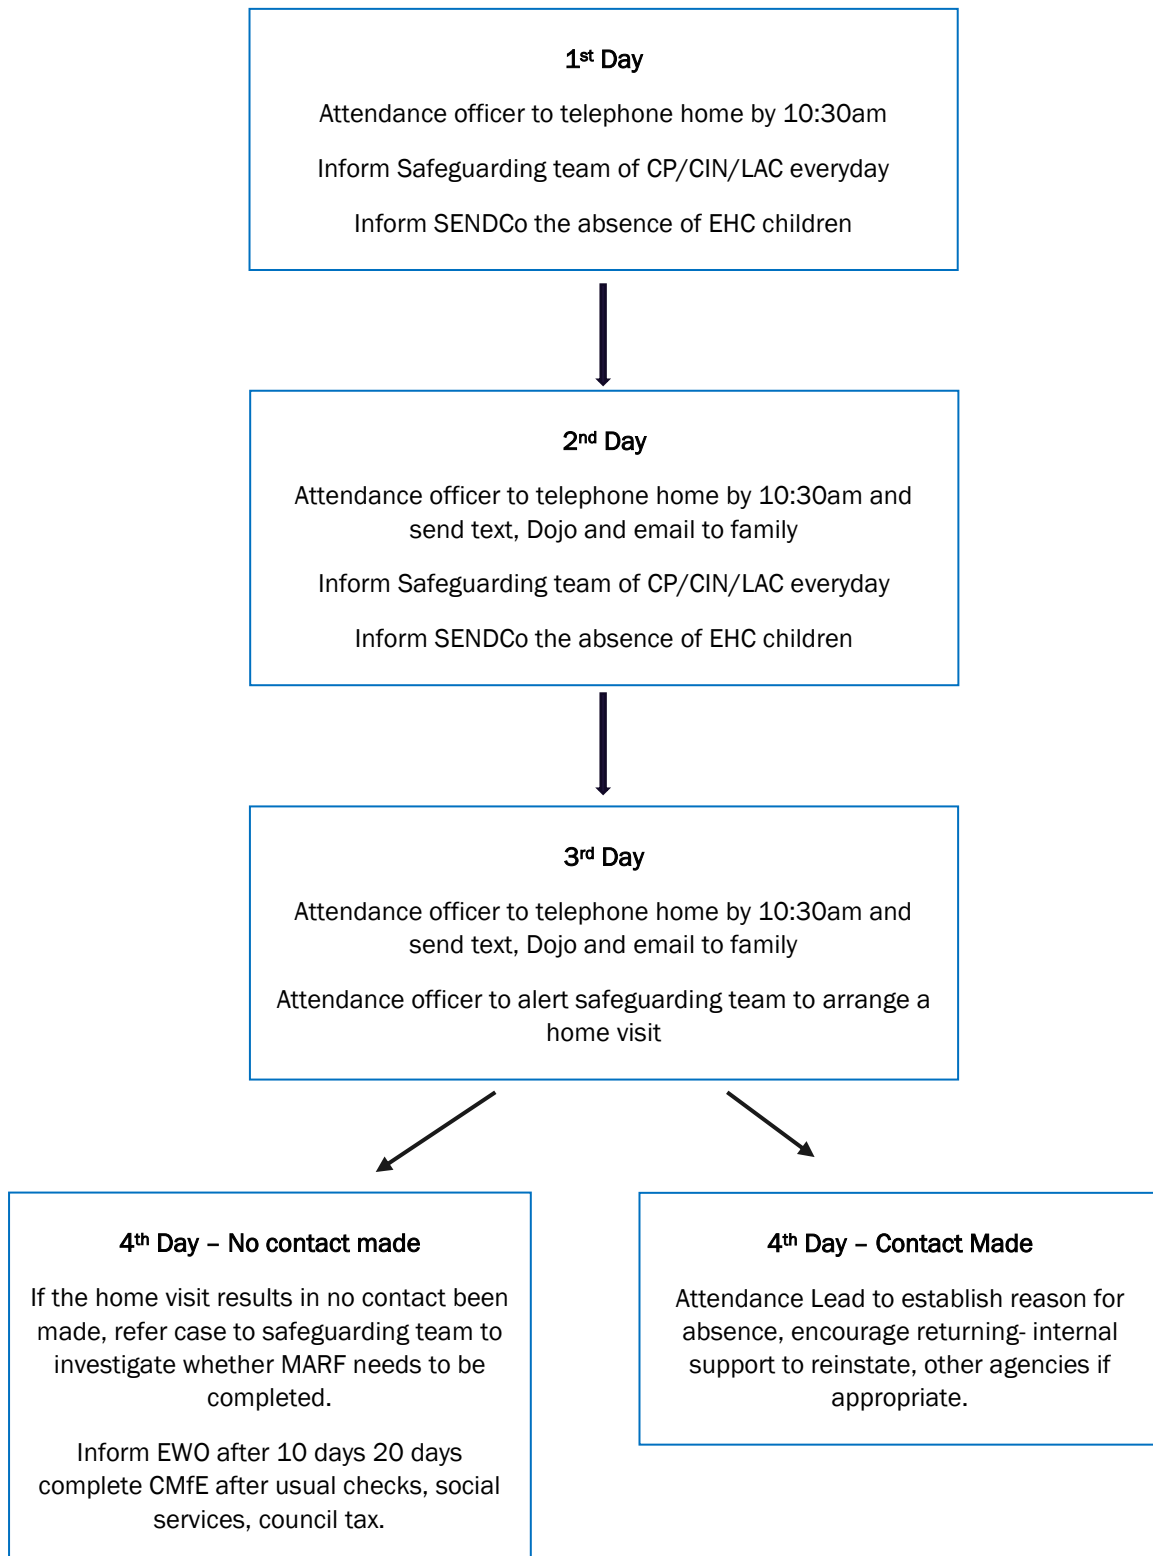 1st Day
Attendance officer to telephone home by 10:30am
Inform Safeguarding team of CP/CIN/LAC everyday
Inform SENDCo the absence of EHC children
2nd Day
Attendance officer to telephone home by 10:30am and
send text, Dojo and email to family
Inform Safeguarding team of CP/CIN/LAC everyday
Inform SENDCo the absence of EHC children
3rd Day
Attendance officer to telephone home by 10:30am and
send text, Dojo and email to family
Attendance officer to alert safeguarding team to arrange a
home visit
4th Day – No contact made
If the home visit results in no contact been
made, refer case to safeguarding team to
investigate whether MARF needs to be
completed.
Inform EWO after 10 days 20 days
complete CMfE after usual checks, social
services, council tax.
4th Day – Contact Made
Attendance Lead to establish reason for
absence, encourage returning- internal
support to reinstate, other agencies if
appropriate.